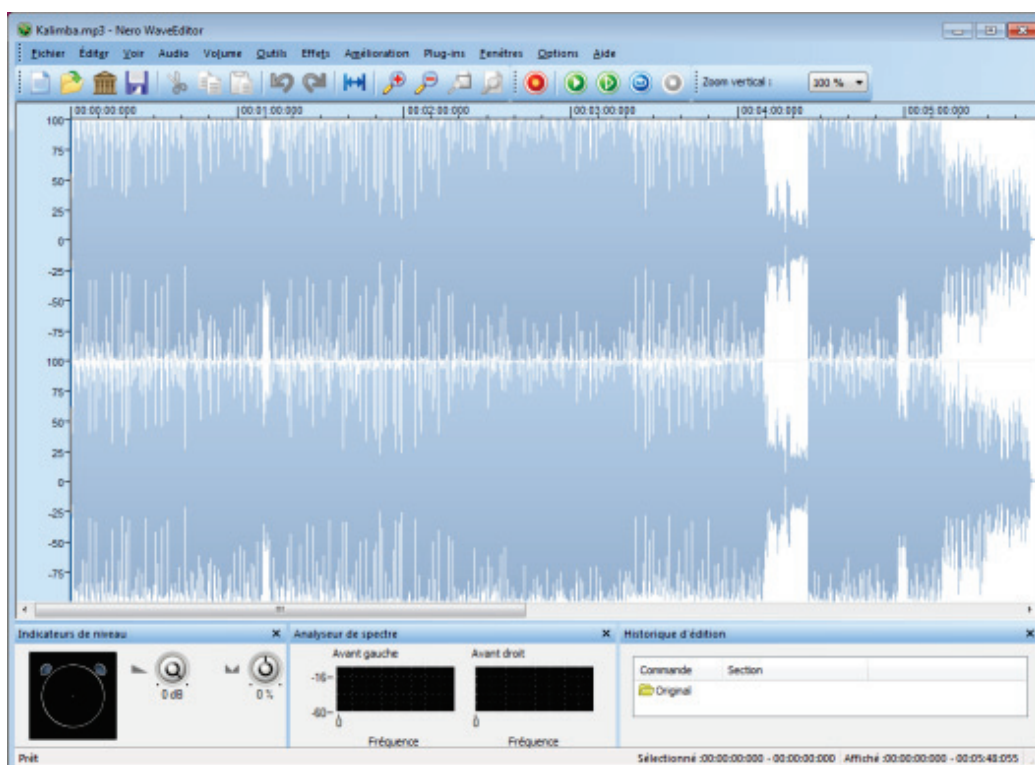 Kalimba.mp3 - Nero WaveEditor
Fichier Éditer Voir Audio Volume Outils Effets Amélioration Plug-ins Fenêtres Options Aide
Zoom vertical : 100 %
00:00:00:000 00:01:00:000 00:02:00:000 00:03:00:000 00:04:00:000 00:05:00:000
100
75
50
25
0
-25
-50
-75
100
75
50
25
0
-25
-50
-75
Indicateurs de niveau
0 dB
0 %
Analyseur de spectre
Avant gauche Avant droit
-16
-60
0 0
Fréquence Fréquence
Historique d'édition
Commande Section
Original
Prêt Sélectionné :00:00:00:000 - 00:00:00:000 Affiché :00:00:00:000 - 00:05:48:055